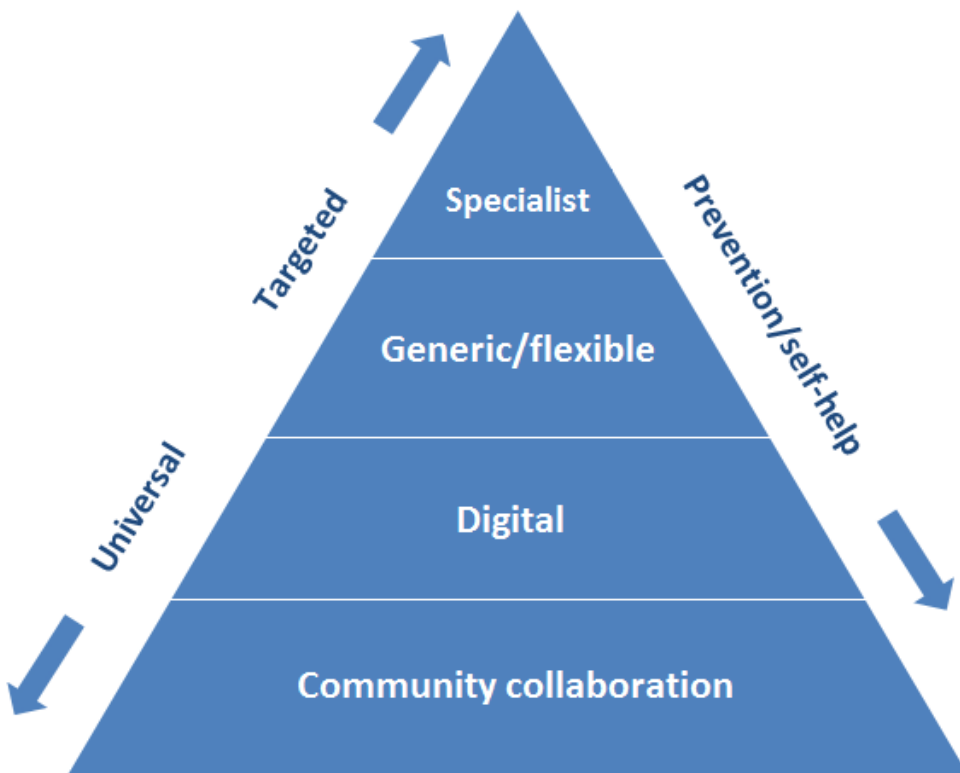 Targeted
Universal
Specialist
Generic/flexible
Digital
Community collaboration
Prevention/self-help